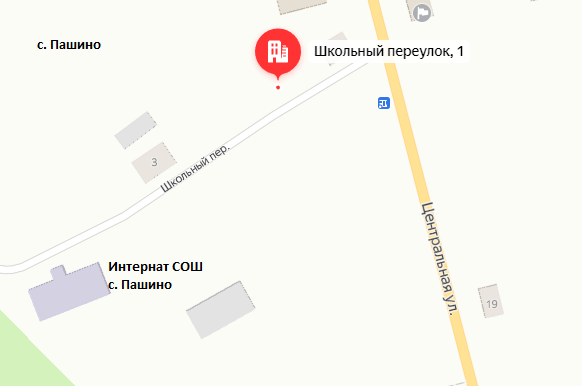 с. Пашино
Школьный переулок, 1
3
Школьный пер.
Центральная ул.
Интернат СОШ
с. Пашино
19